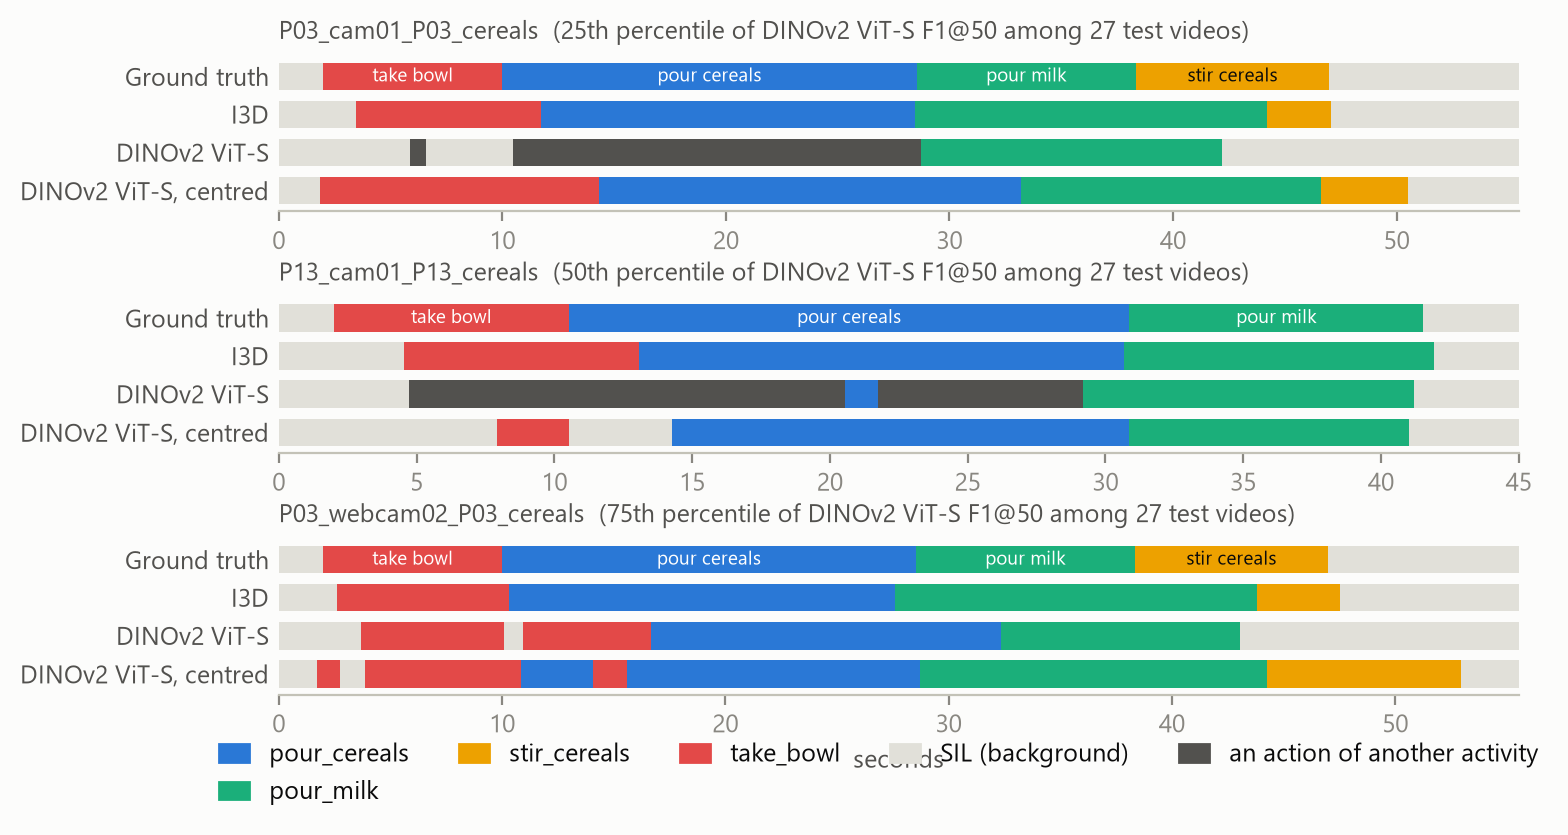 P03_cam01_P03_cereals (25th percentile of DINOv2 ViT-S F1@50 among 27 test videos)
Ground truth take bowl pour cereals pour milk stir cereals
I3D
DINOv2 ViT-S
DINOv2 ViT-S, centred
0 10 20 30 40 50
P13_cam01_P13_cereals (50th percentile of DINOv2 ViT-S F1@50 among 27 test videos)
Ground truth take bowl pour cereals pour milk
I3D
DINOv2 ViT-S
DINOv2 ViT-S, centred
0 5 10 15 20 25 30 35 40 45
P03_webcam02_P03_cereals (75th percentile of DINOv2 ViT-S F1@50 among 27 test videos)
Ground truth take bowl pour cereals pour milk stir cereals
I3D
DINOv2 ViT-S
DINOv2 ViT-S, centred
0 10 20 30 40 50
seconds
pour_cereals stir_cereals take_bowl SIL (background) an action of another activity
pour_milk